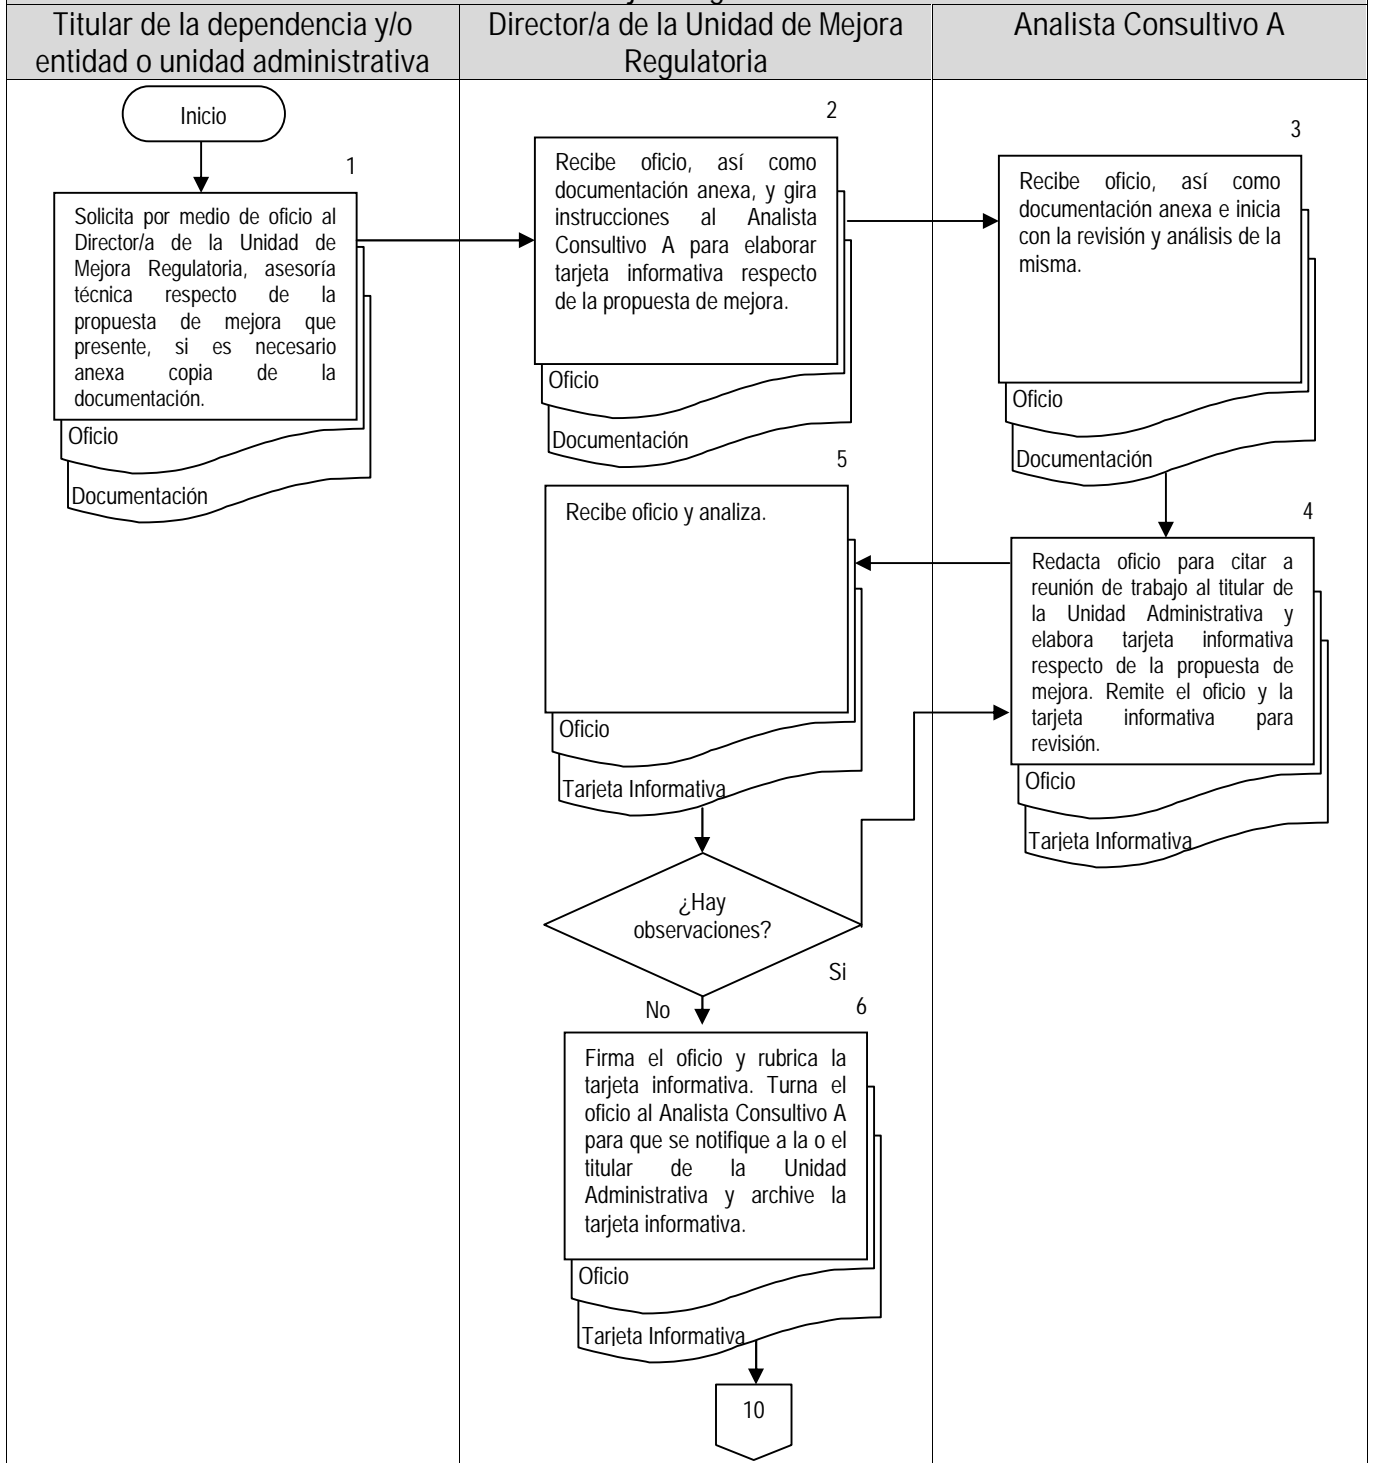 Titular de la dependencia y/o
entidad o unidad administrativa
Director/a de la Unidad de Mejora
Regulatoria
Analista Consultivo A
Inicio
1
Solicita por medio de oficio al
Director/a de la Unidad de
Mejora Regulatoria, asesoría
técnica respecto de la
propuesta de mejora que
presente, si es necesario
anexa copia de la
documentación.
Oficio
Documentación
2
Recibe oficio, así como
documentación anexa, y gira
instrucciones al Analista
Consultivo A para elaborar
tarjeta informativa respecto
de la propuesta de mejora.
Oficio
Documentación
3
Recibe oficio, así como
documentación anexa e inicia
con la revisión y análisis de la
misma.
Oficio
Documentación
4
Redacta oficio para citar a
reunión de trabajo al titular de
la Unidad Administrativa y
elabora tarjeta informativa
respecto de la propuesta de
mejora. Remite el oficio y la
tarjeta informativa para
revisión.
Oficio
Tarjeta Informativa
5
Recibe oficio y analiza.
Oficio
Tarjeta Informativa
¿Hay
observaciones?
Si
No
6
Firma el oficio y rubrica la
tarjeta informativa. Turna el
oficio al Analista Consultivo A
para que se notifique a la o el
titular de la Unidad
Administrativa y archive la
tarjeta informativa.
Oficio
Tarjeta Informativa
10